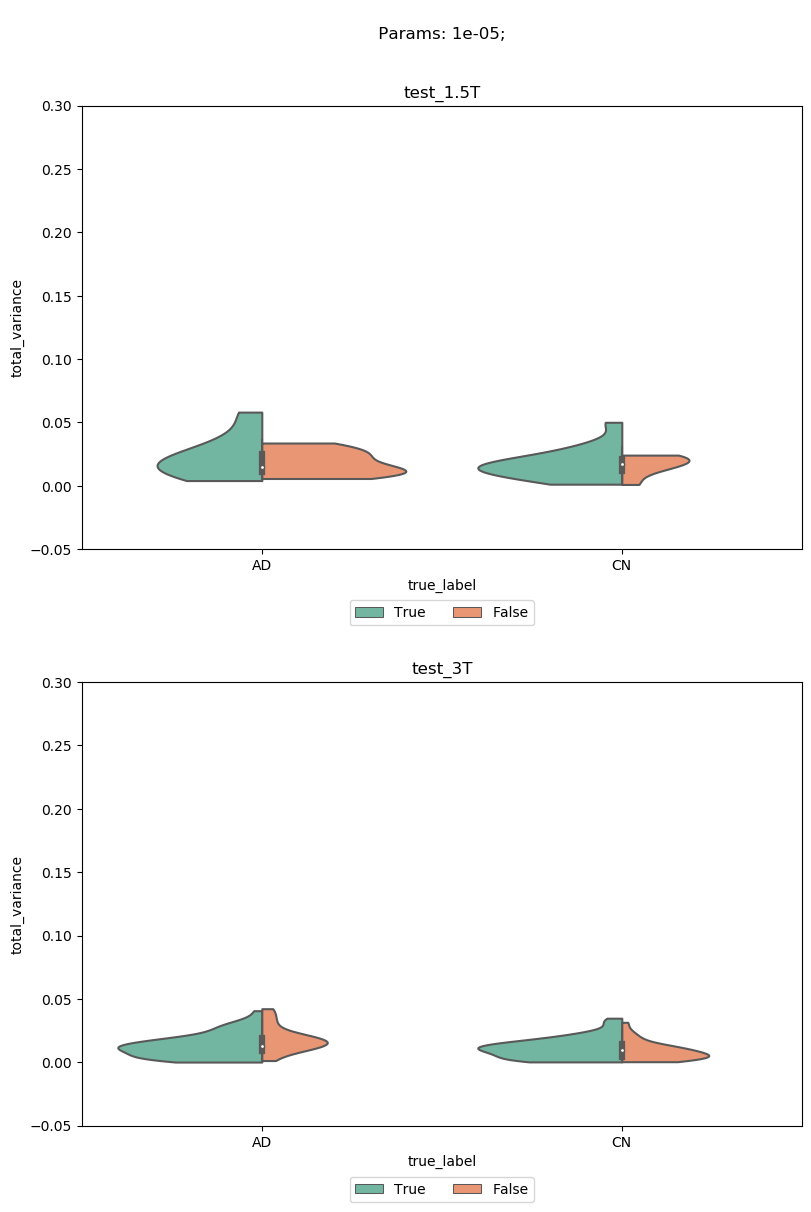 Params: 1e-05;
test_1.5T
0.30
0.25
0.20
0.15
0.10
0.05
0.00
−0.05
total_variance
AD CN
true_label
True False
test_3T
0.30
0.25
0.20
0.15
0.10
0.05
0.00
−0.05
total_variance
AD CN
true_label
True False